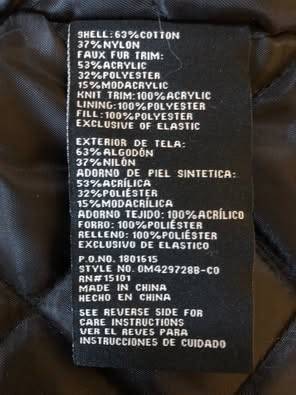 SHELL:63%COTTON
37%NYLON
FAUX FUR TRIM:
53%ACRYLIC
32%POLYESTER
15%MODACRYLIC
KNIT TRIM:100%ACRYLIC
LINING:100%POLYESTER
FILL:100%POLYESTER
EXCLUSIVE OF ELASTIC
EXTERIOR DE TELA:
63%ALGODÓN
37%NILÓN
ADORNO DE PIEL SINTETICA:
53%ACRÍLICA
32%POLIÉSTER
15%MODACRÍLICA
ADORNO TEJIDO:100%ACRÍLICO
FORRO:100%POLIÉSTER
RELLENO:100%POLIÉSTER
EXCLUSIVO DE ELASTICO
P.O.NO. 1801615
STYLE NO. OM429728B-CO
RN#15101
MADE IN CHINA
HECHO EN CHINA
SEE REVERSE SIDE FOR
CARE INSTRUCTIONS
VER EL REVES PARA
INSTRUCCIONES DE CUIDADO